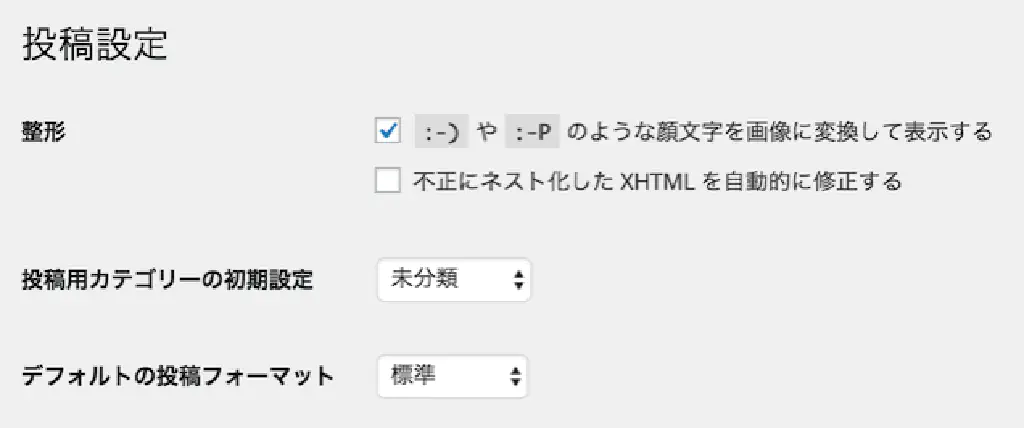 投稿設定
整形
:-) や :-P のような顔文字を画像に変換して表示する
不正にネスト化した XHTML を自動的に修正する
投稿用カテゴリーの初期設定
未分類
デフォルトの投稿フォーマット
標準